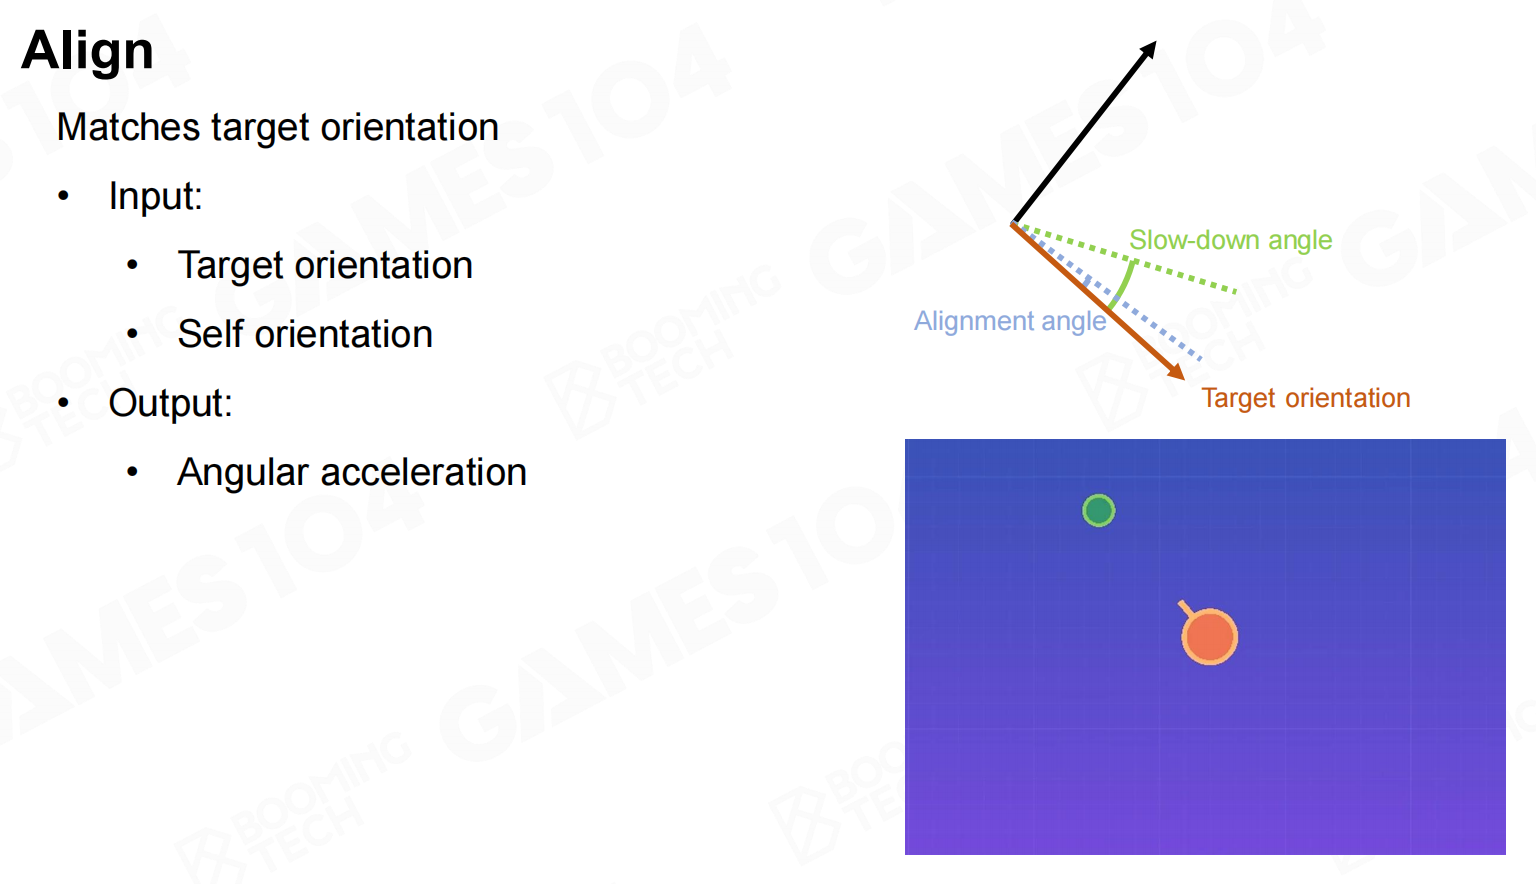 Align
Matches target orientation
• Input:
• Target orientation
• Self orientation
• Output:
• Angular acceleration
Slow-down angle
Alignment angle
Target orientation
GAMES104
BOOMING
TECH